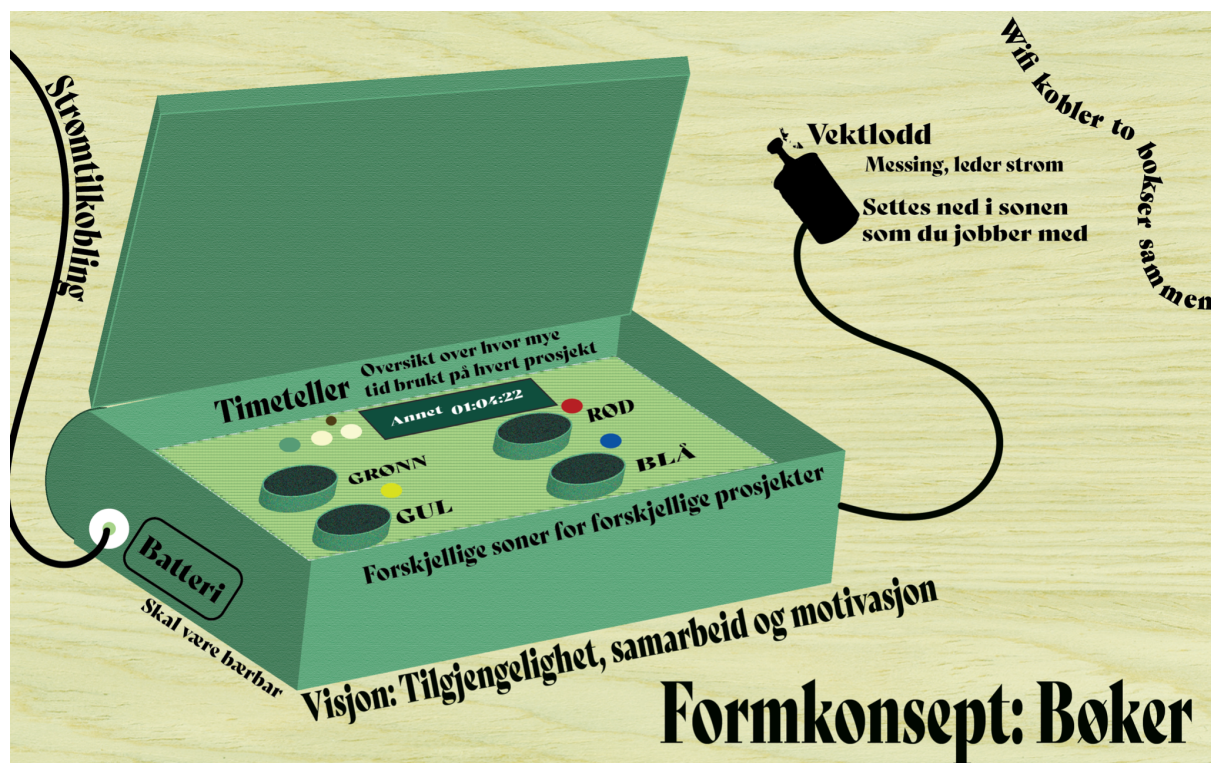 Strømtilkobling
Wifi kobler to bokser sammen
Vektlodd
Messing, leder strøm
Settes ned i sonen
som du jobber med
Timeteller
Oversikt over hvor mye
tid brukt på hvert prosjekt
Annet 01:04:22
RØD
GRØNN
BLÅ
GUL
Forskjellige soner for forskjellige prosjekter
Batteri
Skal være bærbar
Visjon: Tilgjengelighet, samarbeid og motivasjon
Formkonsept: Bøker